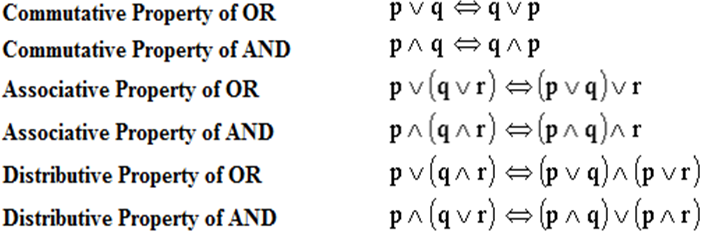 Commutative Property of OR p ∨ q ⇔ q ∨ p
Commutative Property of AND p ∧ q ⇔ q ∧ p
Associative Property of OR p ∨ (q ∨ r) ⇔ (p ∨ q) ∨ r
Associative Property of AND p ∧ (q ∧ r) ⇔ (p ∧ q) ∧ r
Distributive Property of OR p ∨ (q ∧ r) ⇔ (p ∨ q) ∧ (p ∨ r)
Distributive Property of AND p ∧ (q ∨ r) ⇔ (p ∧ q) ∨ (p ∧ r)